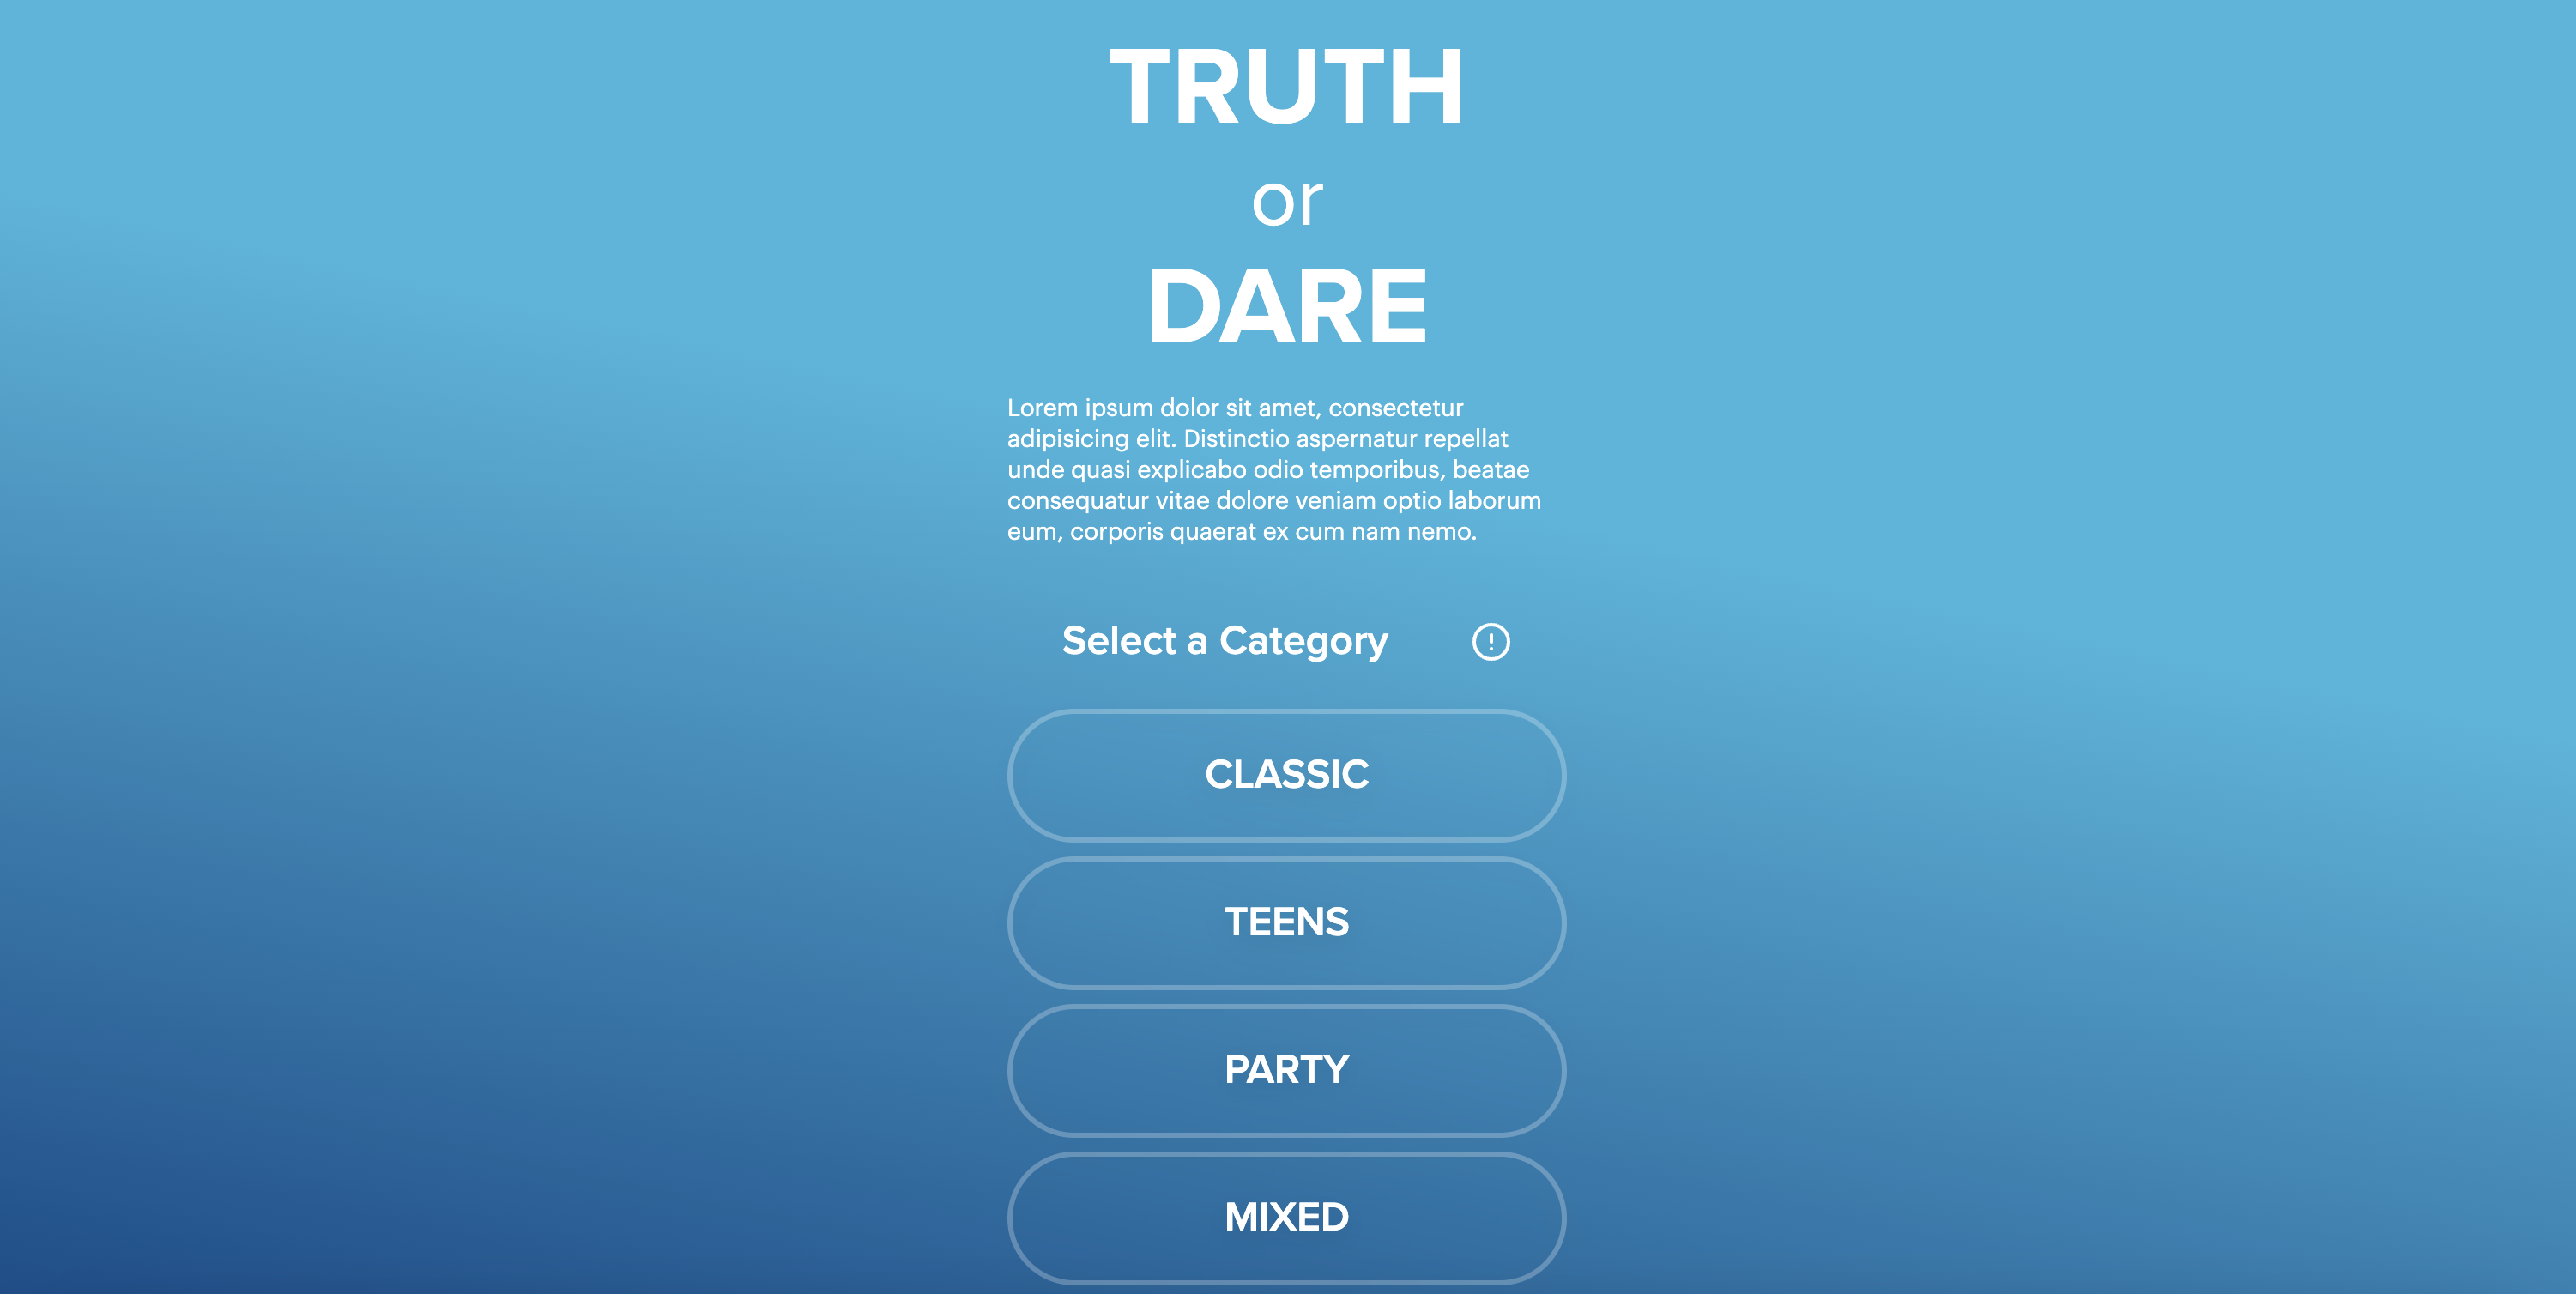 TRUTH
or
DARE
Lorem ipsum dolor sit amet, consectetur
adipisicing elit. Distinctio aspernatur repellat
unde quasi explicabo odio temporibus, beatae
consequatur vitae dolore veniam optio laborum
eum, corporis quaerat ex cum nam nemo.
Select a Category
CLASSIC
TEENS
PARTY
MIXED